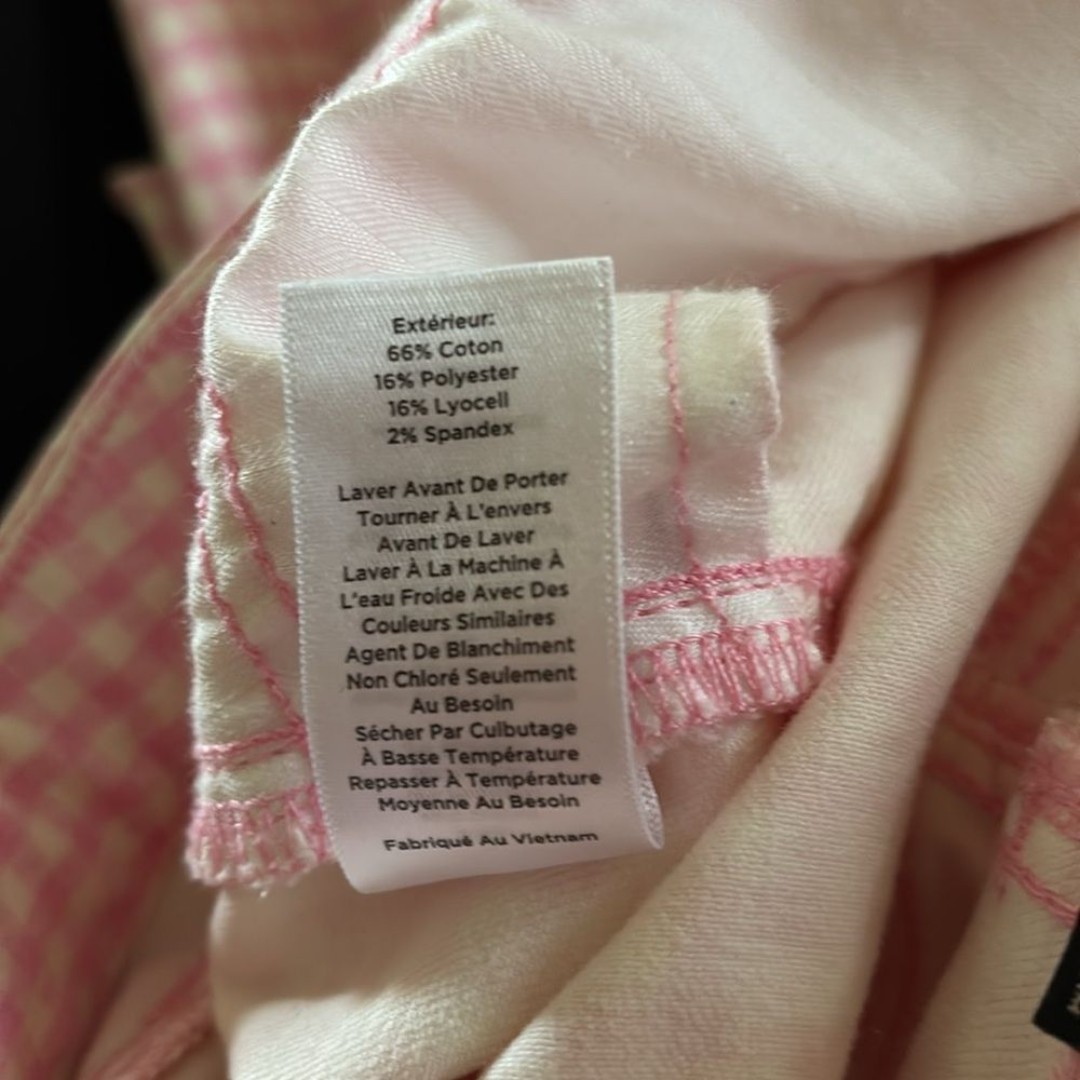 Extérieur:
66% Coton
16% Polyester
16% Lyocell
2% Spandex
Laver Avant De Porter
Tourner À L'envers
Avant De Laver
Laver À La Machine À
L'eau Froide Avec Des
Couleurs Similaires
Agent De Blanchiment
Non Chloré Seulement
Au Besoin
Sécher Par Culbutage
À Basse Température
Repasser À Température
Moyenne Au Besoin
Fabriqué Au Vietnam